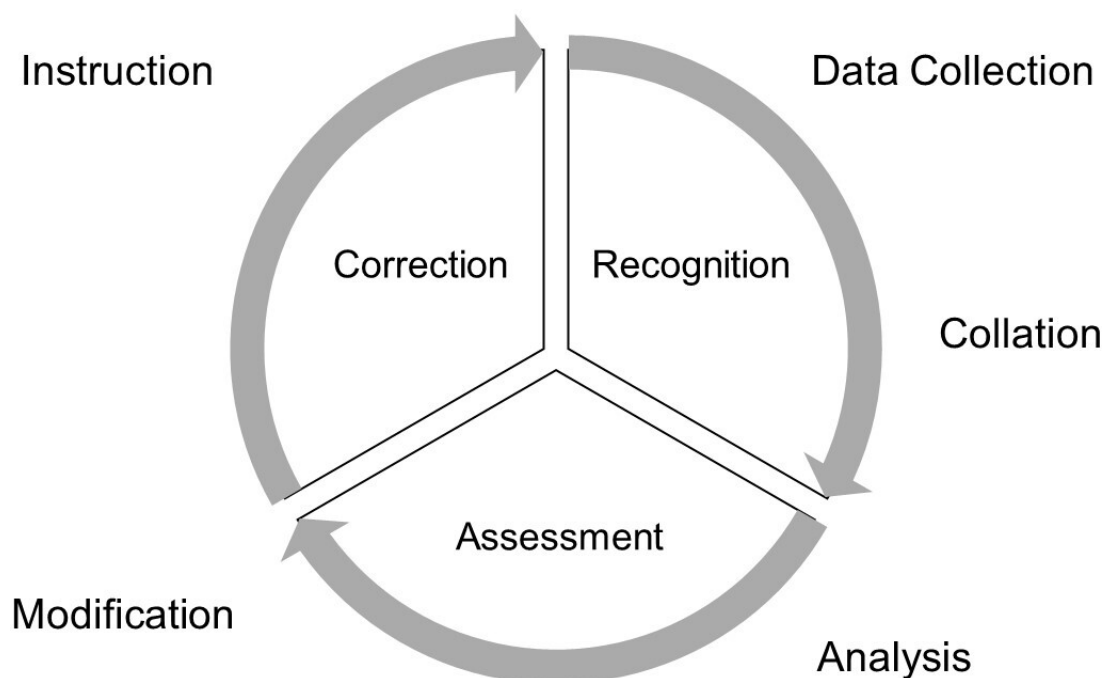 Instruction
Data Collection
Correction
Recognition
Collation
Assessment
Modification
Analysis